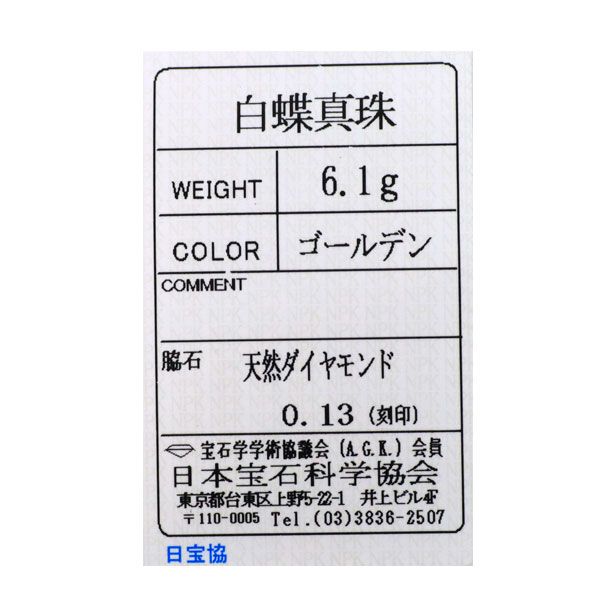 白蝶真珠
WEIGHT 6.1g
COLOR ゴールデン
COMMENT
脇石 天然ダイヤモンド
0.13 (刻印)
宝石学学術協議会(A.G.K.)会員
日本宝石科学協会
東京都台東区上野5-22-1 井上ビル4F
〒110-0005 Tel.(03)3836-2507
日宝協